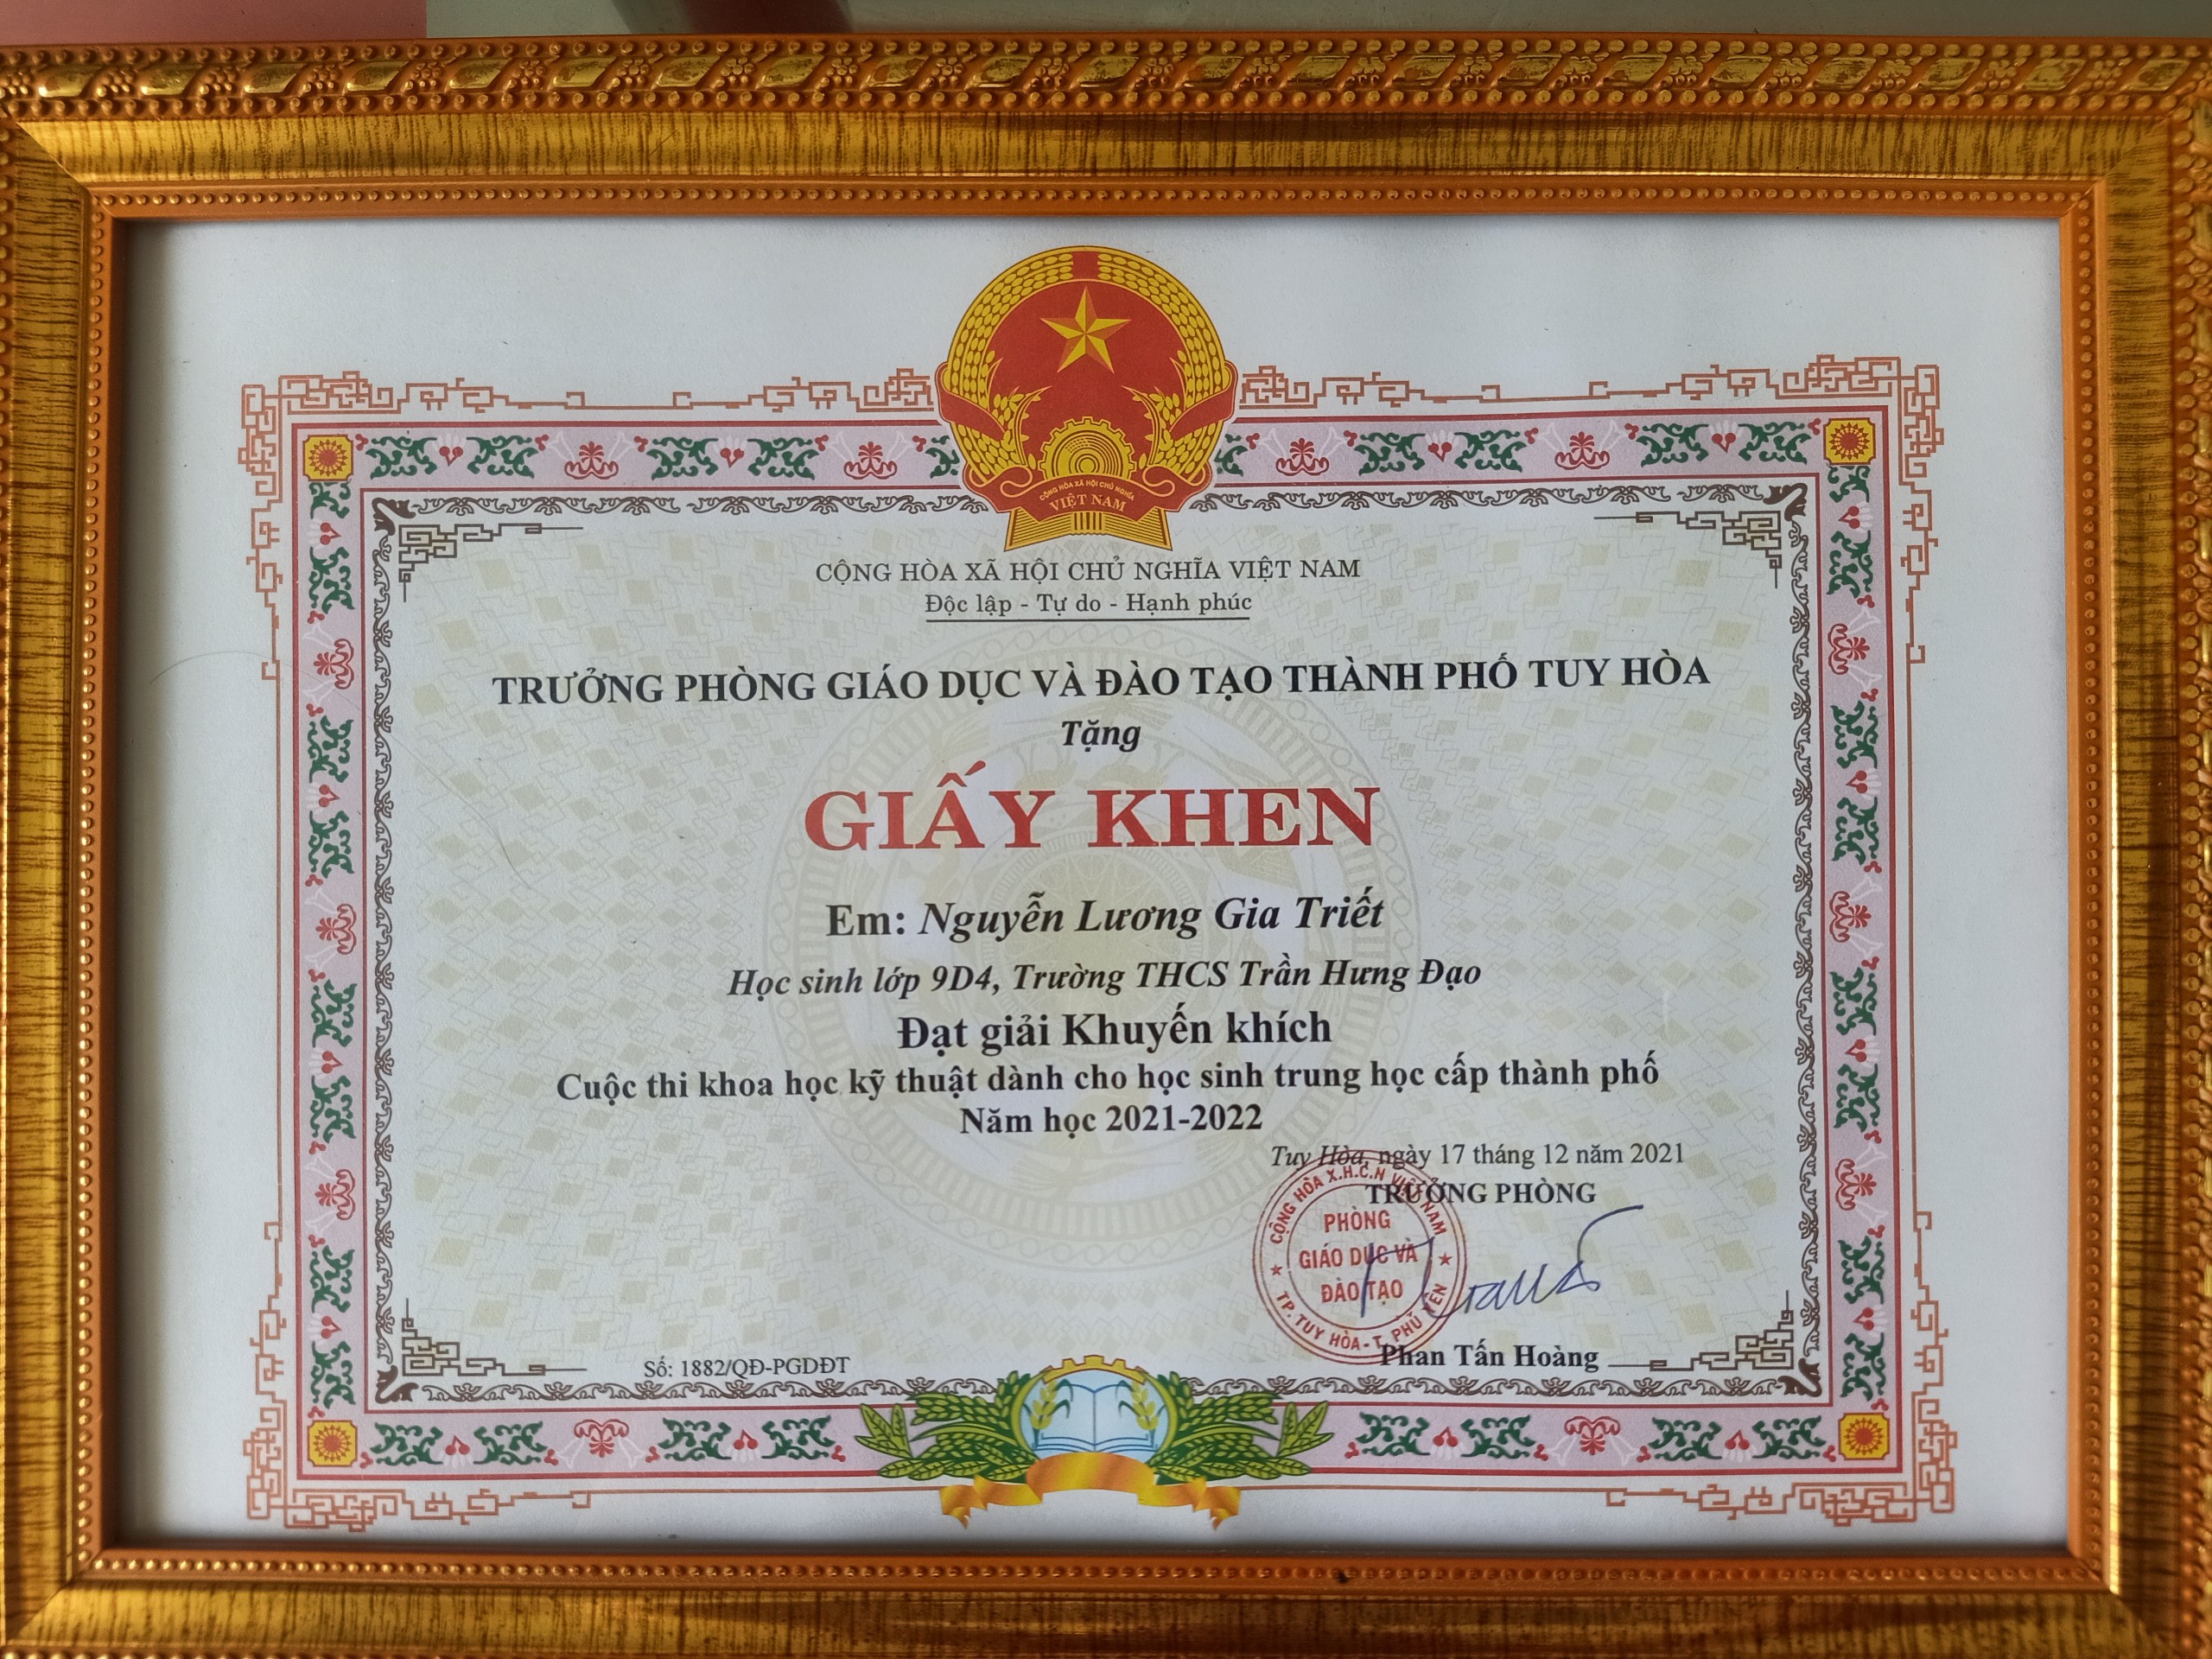 CỘNG HÒA XÃ HỘI CHỦ NGHĨA
VIỆT NAM
CỘNG HÒA XÃ HỘI CHỦ NGHĨA VIỆT NAM
Độc lập - Tự do - Hạnh phúc
TRƯỞNG PHÒNG GIÁO DỤC VÀ ĐÀO TẠO THÀNH PHỐ TUY HÒA
Tặng
GIẤY KHEN
Em: Nguyễn Lương Gia Triết
Học sinh lớp 9D4, Trường THCS Trần Hưng Đạo
Đạt giải Khuyến khích
Cuộc thi khoa học kỹ thuật dành cho học sinh trung học cấp thành phố
Năm học 2021-2022
Tuy Hòa, ngày 17 tháng 12 năm 2021
TRƯỞNG PHÒNG
CỘNG HÒA X.H.C.N VIỆT NAM
PHÒNG
GIÁO DỤC VÀ
ĐÀO TẠO
TP. TUY HÒA - T. PHÚ YÊN
Phan Tấn Hoàng
Số: 1882/QĐ-PGDĐT